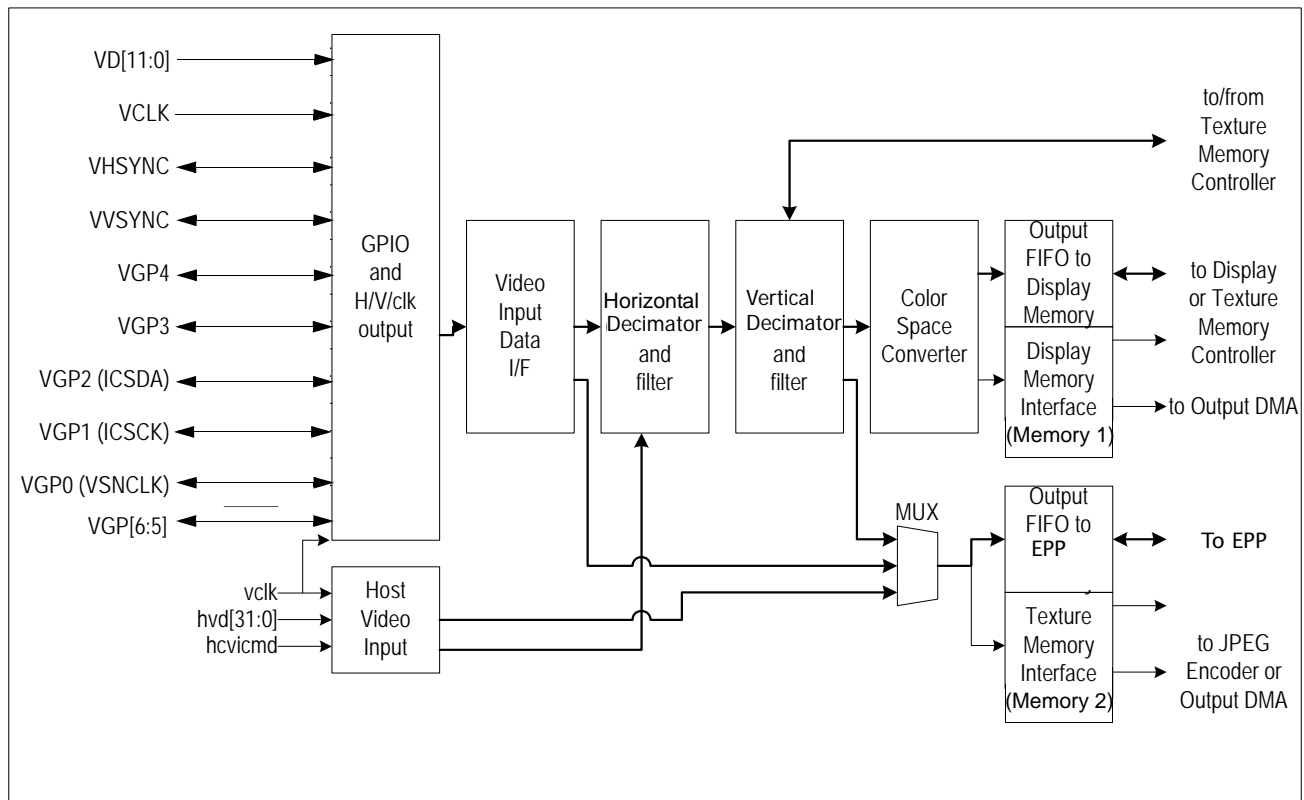 VD[11:0]
VCLK
VHSYNC
VVSYNC
VGP4
VGP3
VGP2 (ICSDA)
VGP1 (ICSCK)
VGP0 (VSNCLK)
VGP[6:5]
vclk
hvd[31:0]
hcvicmd
GPIO
and
H/V/clk
output
Host
Video
Input
Video
Input
Data
I/F
Horizontal
Decimator
and
filter
Vertical
Decimator
and
filter
Color
Space
Converter
Output
FIFO to
Display
Memory
Display
Memory
Interface
(Memory 1)
MUX
Output
FIFO to
EPP
Texture
Memory
Interface
(Memory 2)
to/from
Texture
Memory
Controller
to Display
or Texture
Memory
Controller
to Output DMA
To EPP
to JPEG
Encoder or
Output DMA